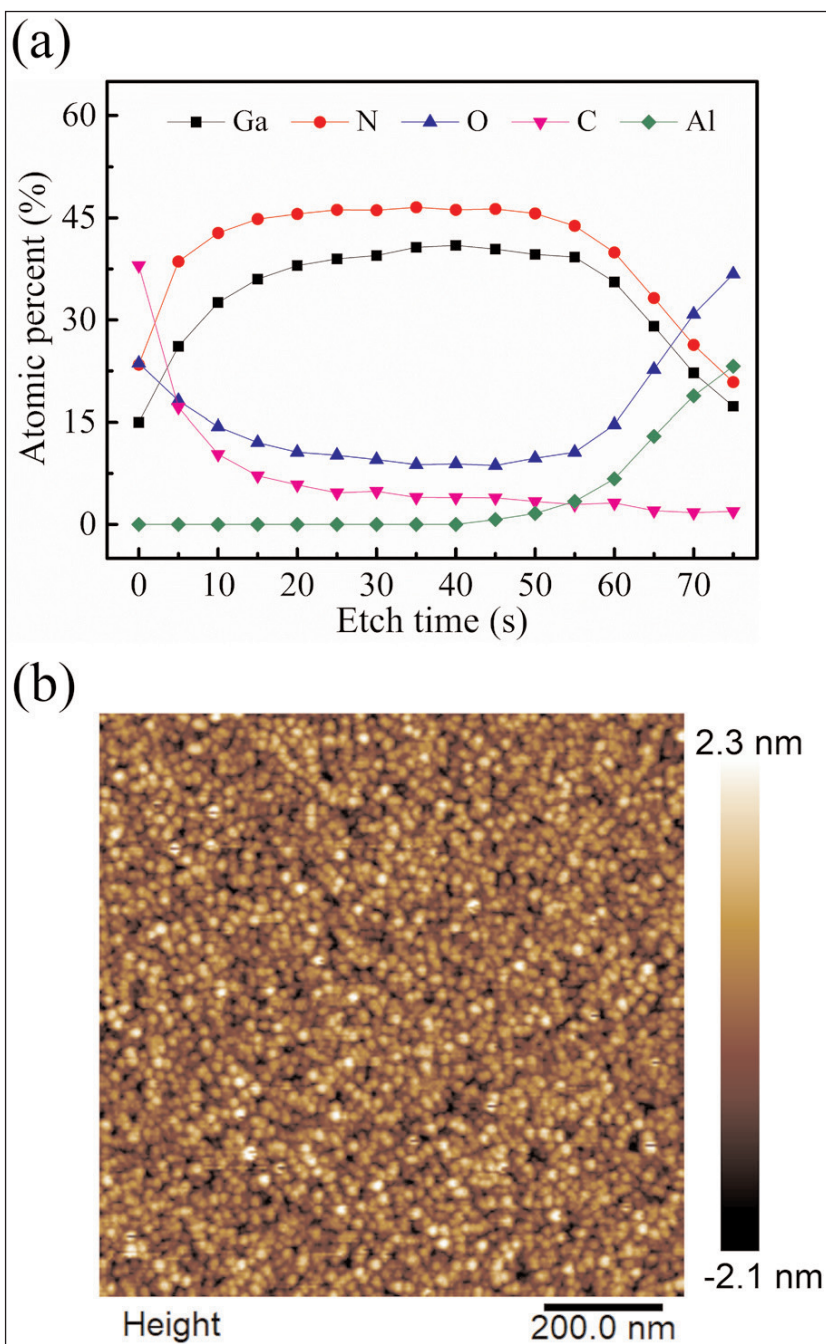 (a)
Ga N O C Al
60
45
30
15
0
Atomic percent (%)
0 10 20 30 40 50 60 70
Etch time (s)
(b)
2.3 nm
-2.1 nm
Height
200.0 nm